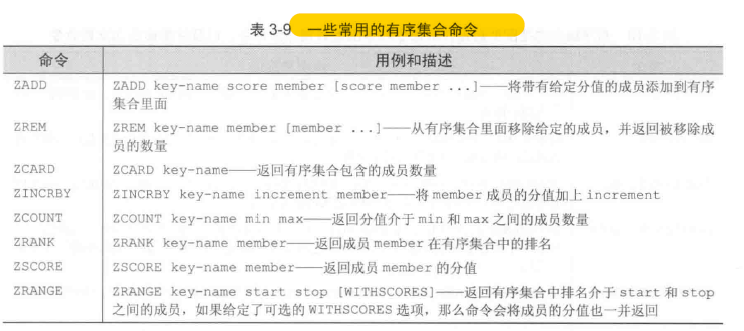 表 3-9 一些常用的有序集合命令
命令 用例和描述
ZADD ZADD key-name score member [score member ...]——将带有给定分值的成员添加到有序
集合里面
ZREM ZREM key-name member [member ...]——从有序集合里面移除给定的成员，并返回被移除成
员的数量
ZCARD ZCARD key-name——返回有序集合包含的成员数量
ZINCRBY ZINCRBY key-name increment member——将 member 成员的分值加上 increment
ZCOUNT ZCOUNT key-name min max——返回分值介于 min 和 max 之间的成员数量
ZRANK ZRANK key-name member——返回成员 member 在有序集合中的排名
ZSCORE ZSCORE key-name member——返回成员 member 的分值
ZRANGE ZRANGE key-name start stop [WITHSCORES]——返回有序集合中排名介于 start 和 stop
之间的成员，如果给定了可选的 WITHSCORES 选项，那么命令会将成员的分值也一并返回